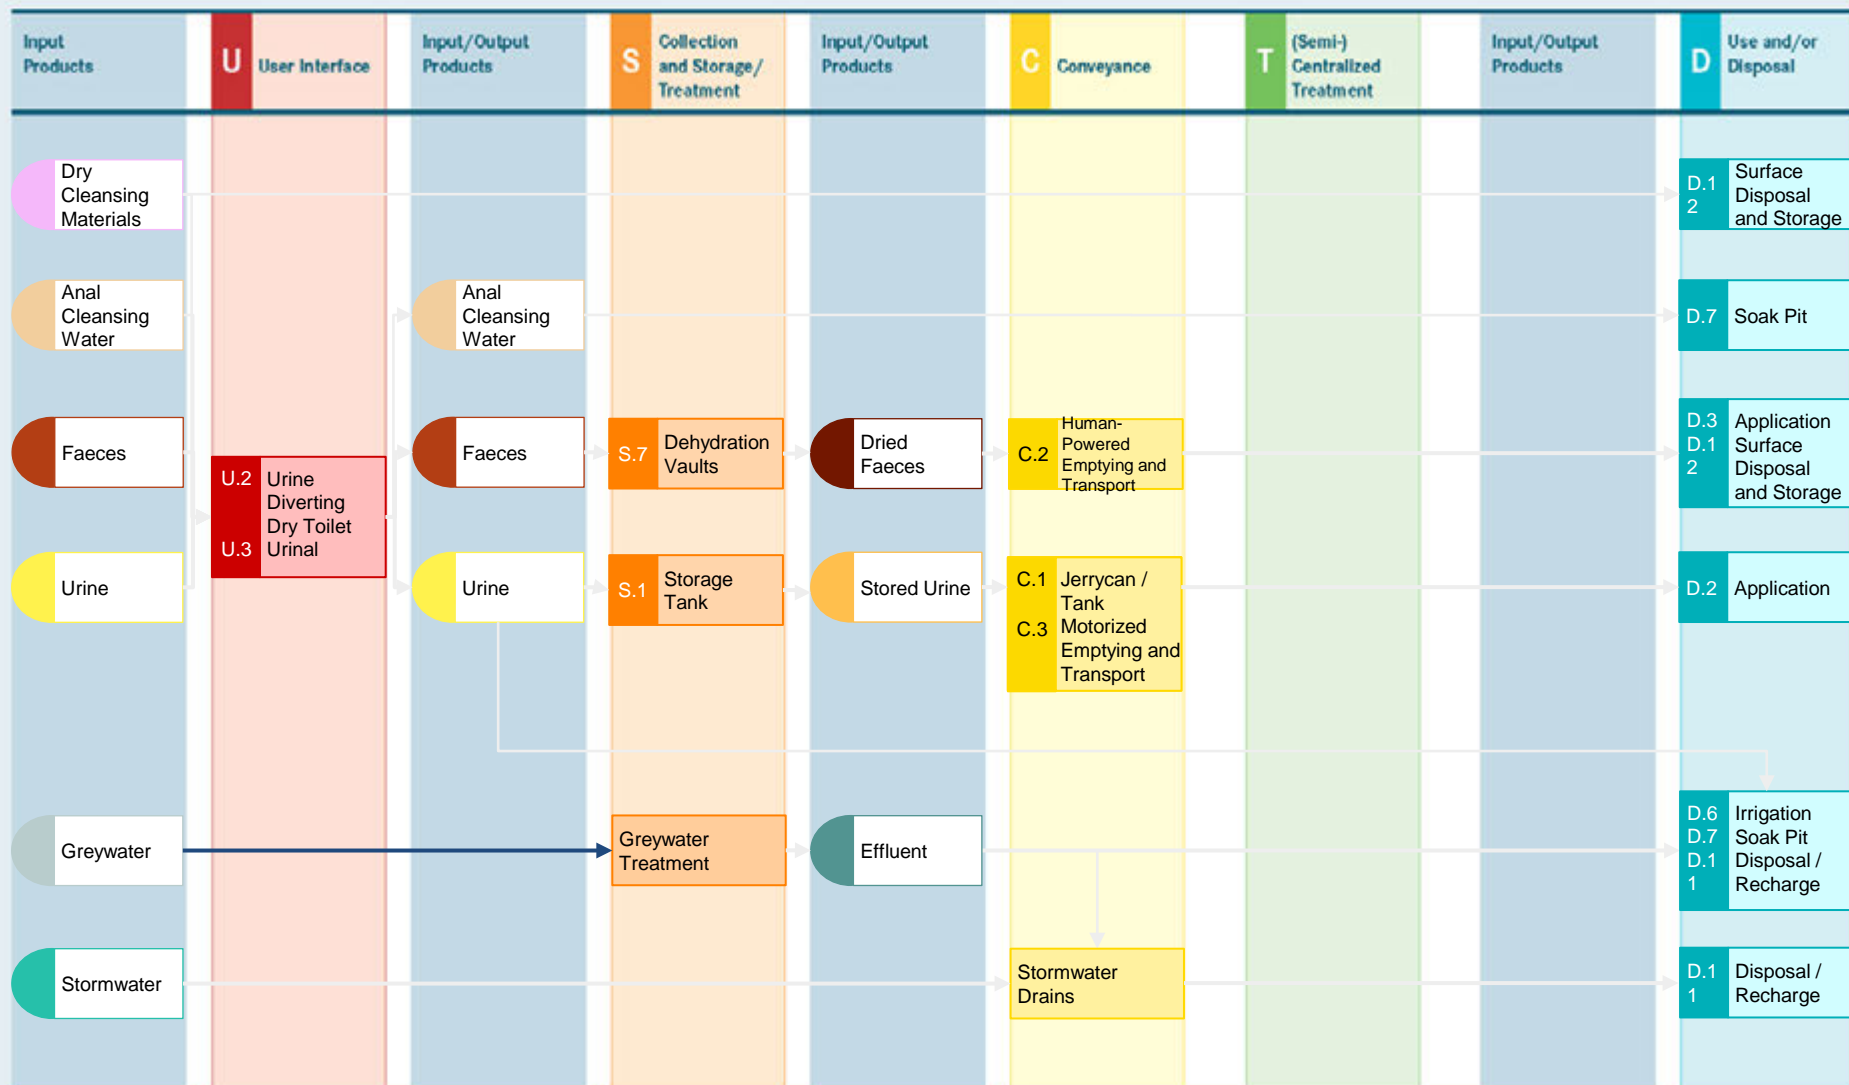 Input
Products
U
User Interface
Input/Output
Products
S
Collection
and Storage/
Treatment
Input/Output
Products
C
Conveyance
T
(Semi-)
Centralized
Treatment
Input/Output
Products
D
Use and/or
Disposal
Dry
Cleansing
Materials
D.1
2
Surface
Disposal
and Storage
Anal
Cleansing
Water
Anal
Cleansing
Water
D.7
Soak Pit
Faeces
Faeces
S.7
Dehydration
Vaults
Dried
Faeces
C.2
Human-
Powered
Emptying and
Transport
D.3
D.1
2
Application
Surface
Disposal
and Storage
U.2
U.3
Urine
Diverting
Dry Toilet
Urinal
Urine
Urine
S.1
Storage
Tank
Stored Urine
C.1
C.3
Jerrycan /
Tank
Motorized
Emptying and
Transport
D.2
Application
Greywater
Greywater
Treatment
Effluent
D.6
D.7
D.1
1
Irrigation
Soak Pit
Disposal /
Recharge
Stormwater
Stormwater
Drains
D.1
1
Disposal /
Recharge